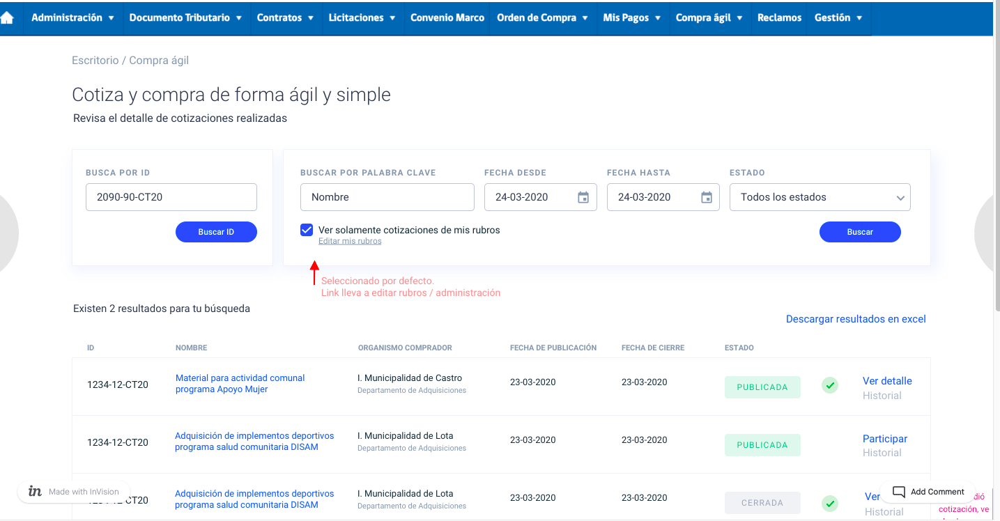 Administración
Documento Tributario
Contratos
Licitaciones
Convenio Marco
Orden de Compra
Mis Pagos
Compra ágil
Reclamos
Gestión
Escritorio / Compra ágil
Cotiza y compra de forma ágil y simple
Revisa el detalle de cotizaciones realizadas
BUSCA POR ID
2090-90-CT20
Buscar ID
BUSCAR POR PALABRA CLAVE
FECHA DESDE
FECHA HASTA
ESTADO
Nombre
24-03-2020
24-03-2020
Todos los estados
Ver solamente cotizaciones de mis rubros
Editar mis rubros
Buscar
Seleccionado por defecto.
Link lleva a editar rubros / administración
Existen 2 resultados para tu búsqueda
Descargar resultados en excel
ID
NOMBRE
ORGANISMO COMPRADOR
FECHA DE PUBLICACIÓN
FECHA DE CIERRE
ESTADO
1234-12-CT20
Material para actividad comunal
programa Apoyo Mujer
I. Municipalidad de Castro
Departamento de Adquisiciones
23-03-2020
23-03-2020
PUBLICADA
Ver detalle
Historial
1234-12-CT20
Adquisición de implementos deportivos
programa salud comunitaria DISAM
I. Municipalidad de Lota
Departamento de Adquisiciones
23-03-2020
23-03-2020
PUBLICADA
Participar
Historial
CT20
Adquisición de implementos deportivos
programa salud comunitaria DISAM
I. Municipalidad de Lota
Departamento de Adquisiciones
23-03-2020
23-03-2020
CERRADA
Ver
Historial
in Made with InVision
Add Comment
cotización, ve